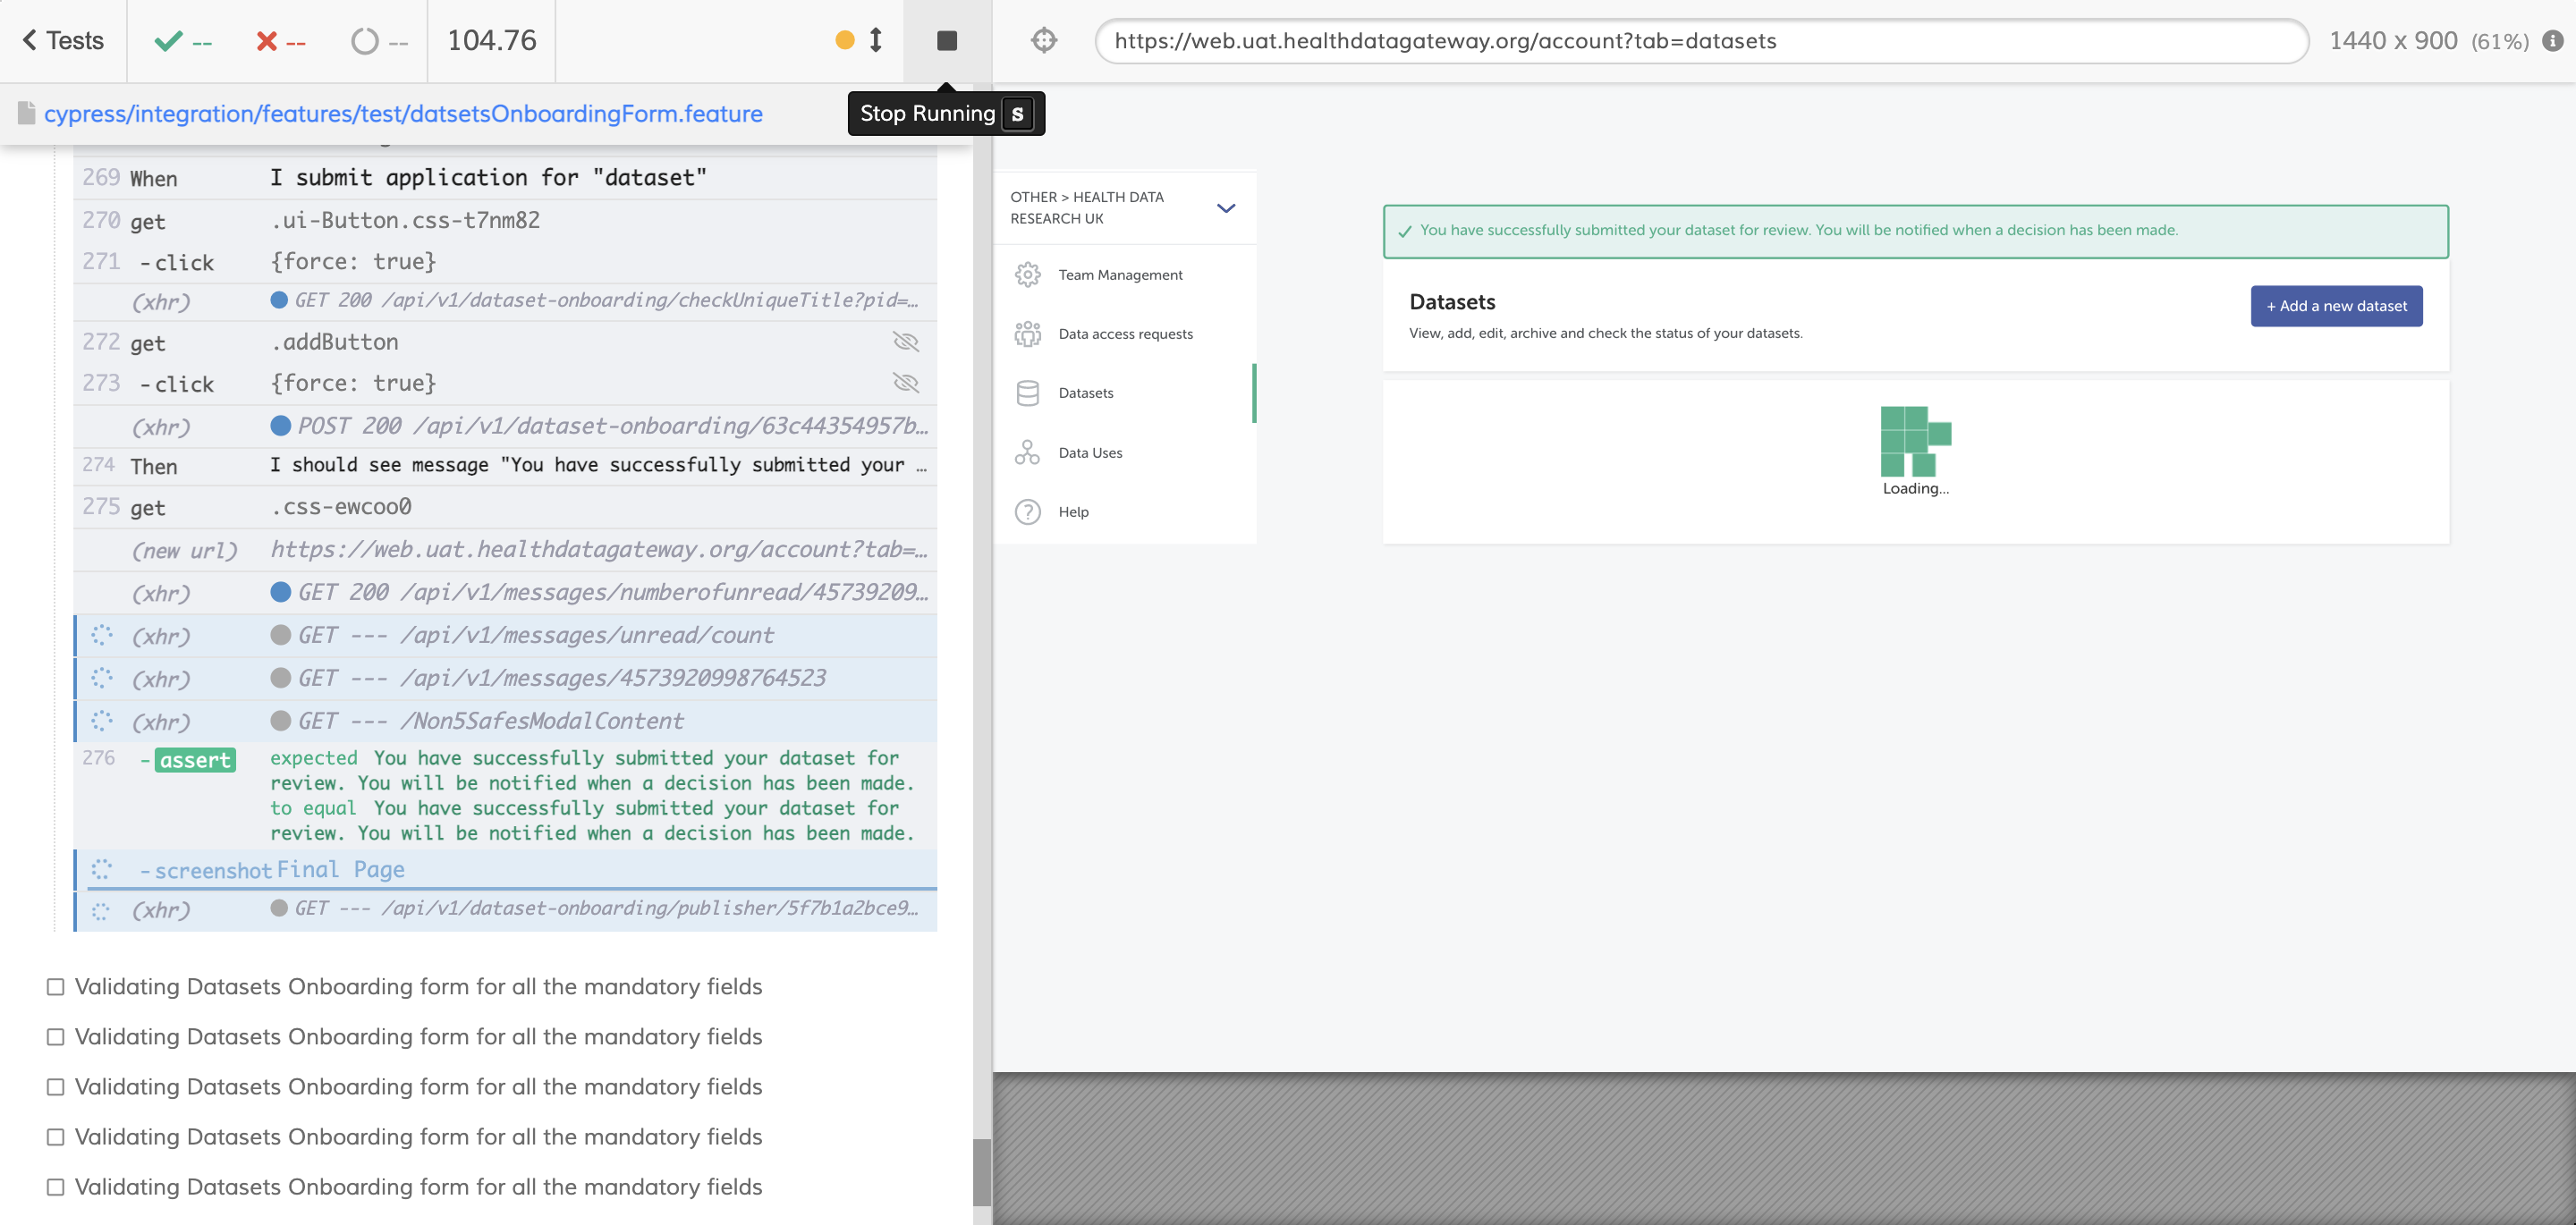 Tests
--
--
--
104.76
https://web.uat.healthdatagateway.org/account?tab=datasets
1440 x 900 (61%)
cypress/integration/features/test/datsetsOnboardingForm.feature
Stop Running S
269 When I submit application for "dataset"
270 get .ui-Button.css-t7nm82
271 -click {force: true}
(xhr) GET 200 /api/v1/dataset-onboarding/checkUniqueTitle?pid=…
272 get .addButton
273 -click {force: true}
(xhr) POST 200 /api/v1/dataset-onboarding/63c44354957b…
274 Then I should see message "You have successfully submitted your …
275 get .css-ewcoo0
(new url) https://web.uat.healthdatagateway.org/account?tab=…
(xhr) GET 200 /api/v1/messages/numberofunread/45739209…
(xhr) GET --- /api/v1/messages/unread/count
(xhr) GET --- /api/v1/messages/4573920998764523
(xhr) GET --- /Non5SafesModalContent
276 -assert expected You have successfully submitted your dataset for
review. You will be notified when a decision has been made.
to equal You have successfully submitted your dataset for
review. You will be notified when a decision has been made.
-screenshot Final Page
(xhr) GET --- /api/v1/dataset-onboarding/publisher/5f7b1a2bce9…
Validating Datasets Onboarding form for all the mandatory fields
Validating Datasets Onboarding form for all the mandatory fields
Validating Datasets Onboarding form for all the mandatory fields
Validating Datasets Onboarding form for all the mandatory fields
Validating Datasets Onboarding form for all the mandatory fields
OTHER > HEALTH DATA
RESEARCH UK
Team Management
Data access requests
Datasets
Data Uses
Help
You have successfully submitted your dataset for review. You will be notified when a decision has been made.
Datasets
View, add, edit, archive and check the status of your datasets.
+ Add a new dataset
Loading...